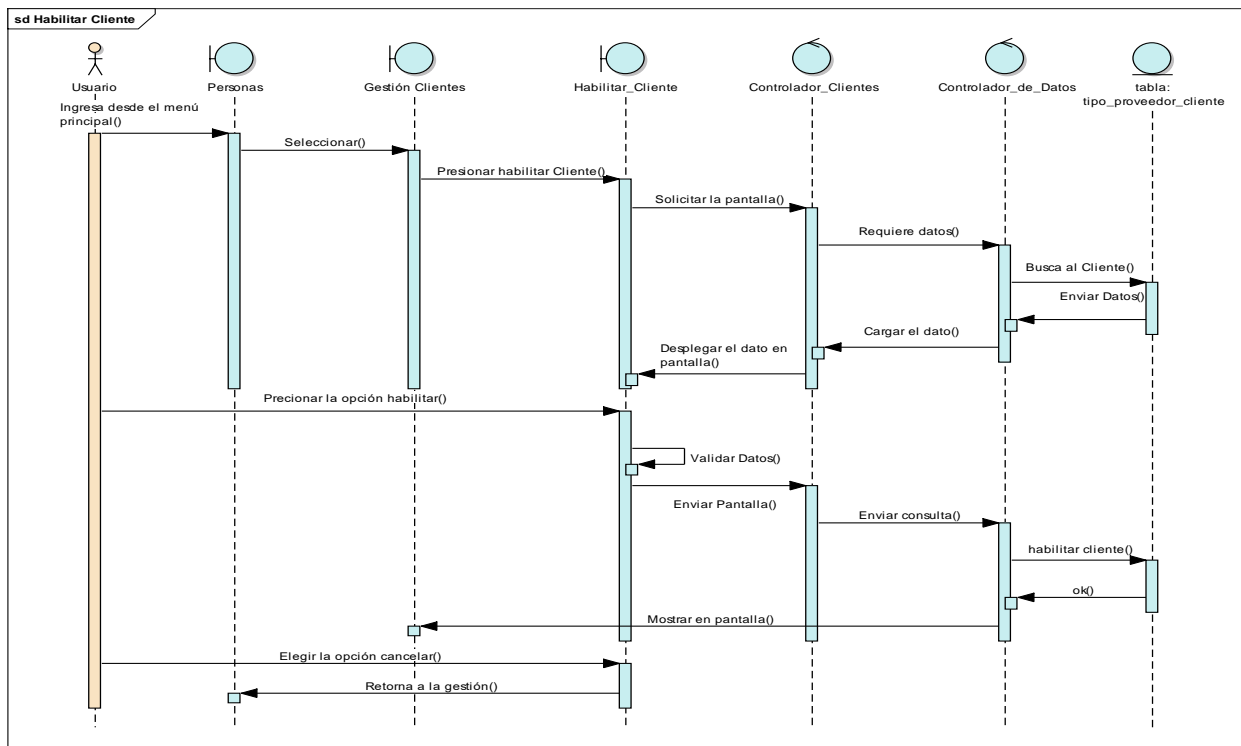 sd Habilitar Cliente
Usuario
Personas
Gestión Clientes
Habilitar_Cliente
Controlador_Clientes
Controlador_de_Datos
tabla:
tipo_proveedor_cliente
Ingresa desde el menú
principal()
Seleccionar()
Presionar habilitar Cliente()
Solicitar la pantalla()
Requiere datos()
Busca al Cliente()
Enviar Datos()
Cargar el dato()
Desplegar el dato en
pantalla()
Precionar la opción habilitar()
Validar Datos()
Enviar Pantalla()
Enviar consulta()
habilitar cliente()
ok()
Mostrar en pantalla()
Elegir la opción cancelar()
Retorna a la gestión()